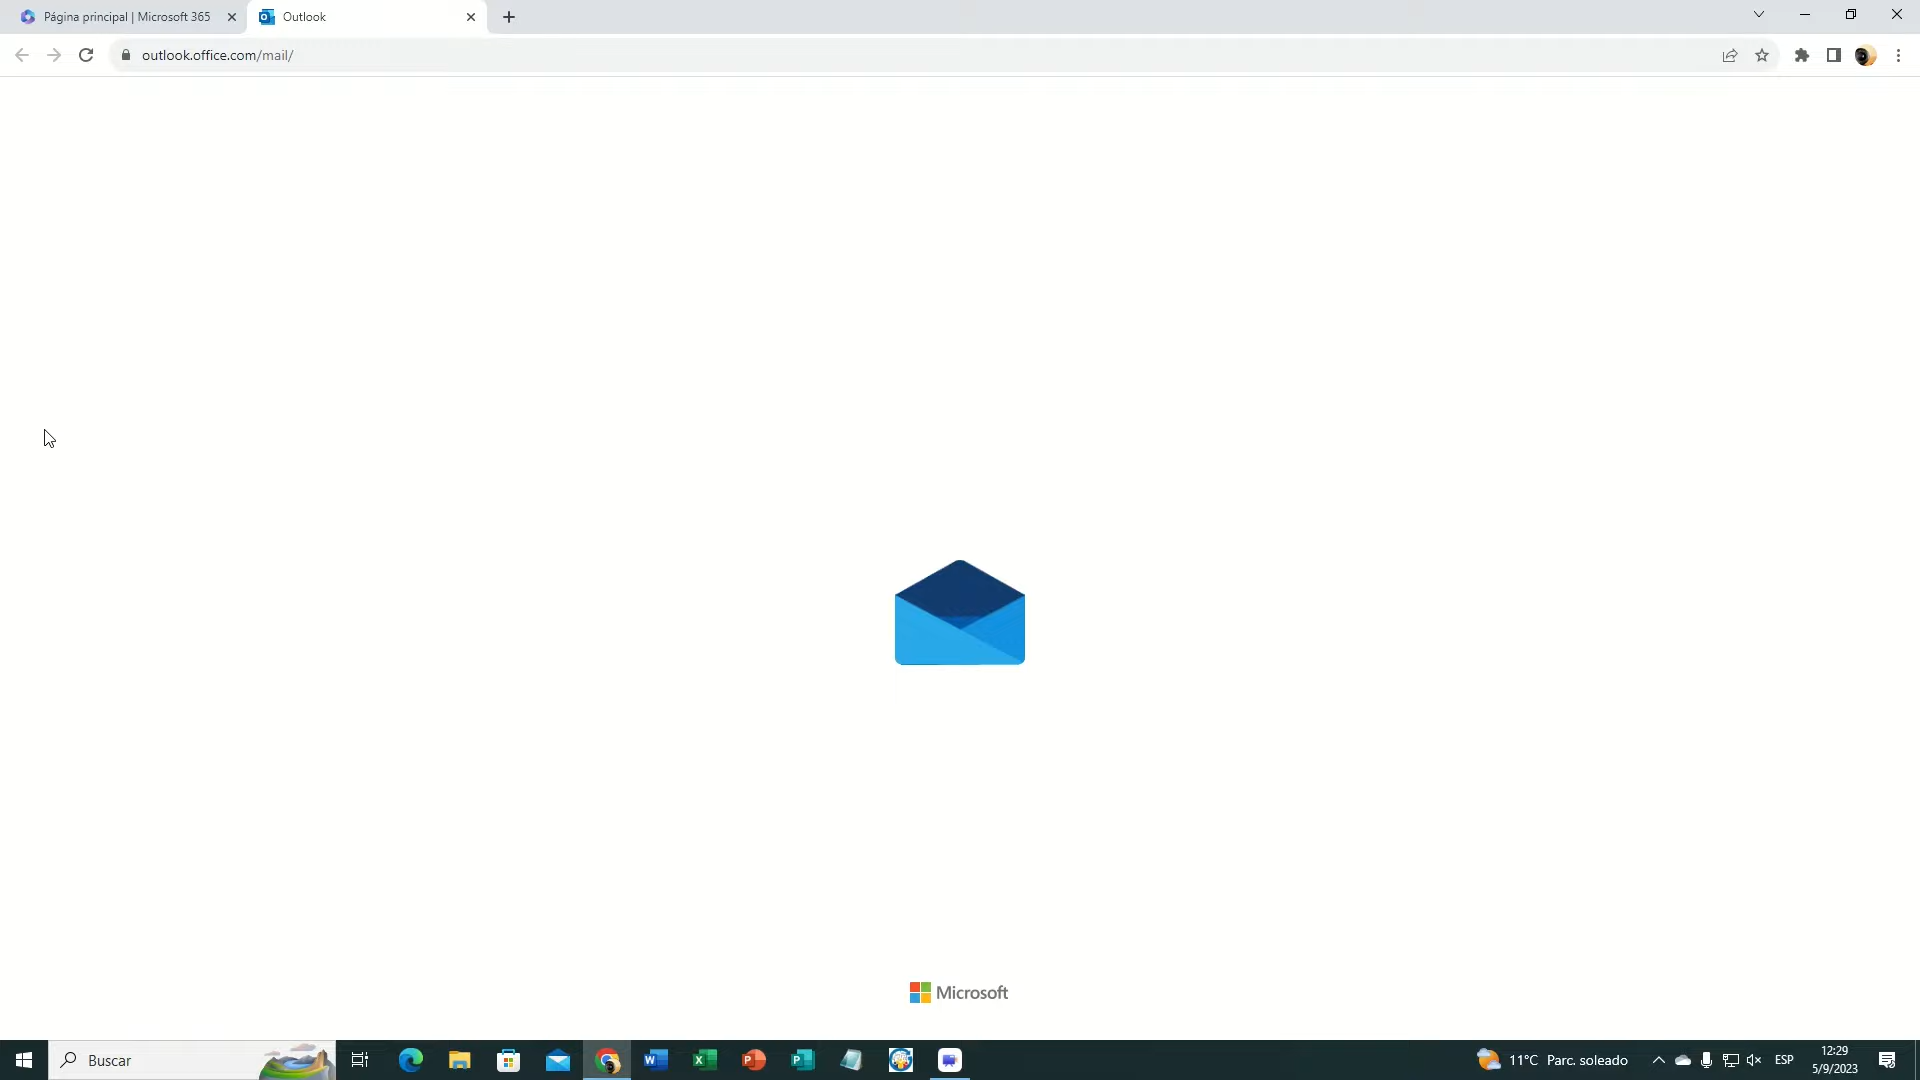 Página principal | Microsoft 365
Outlook
outlook.office.com/mail/
Microsoft
Buscar
11°C Parc. soleado
ESP
12:29
5/9/2023